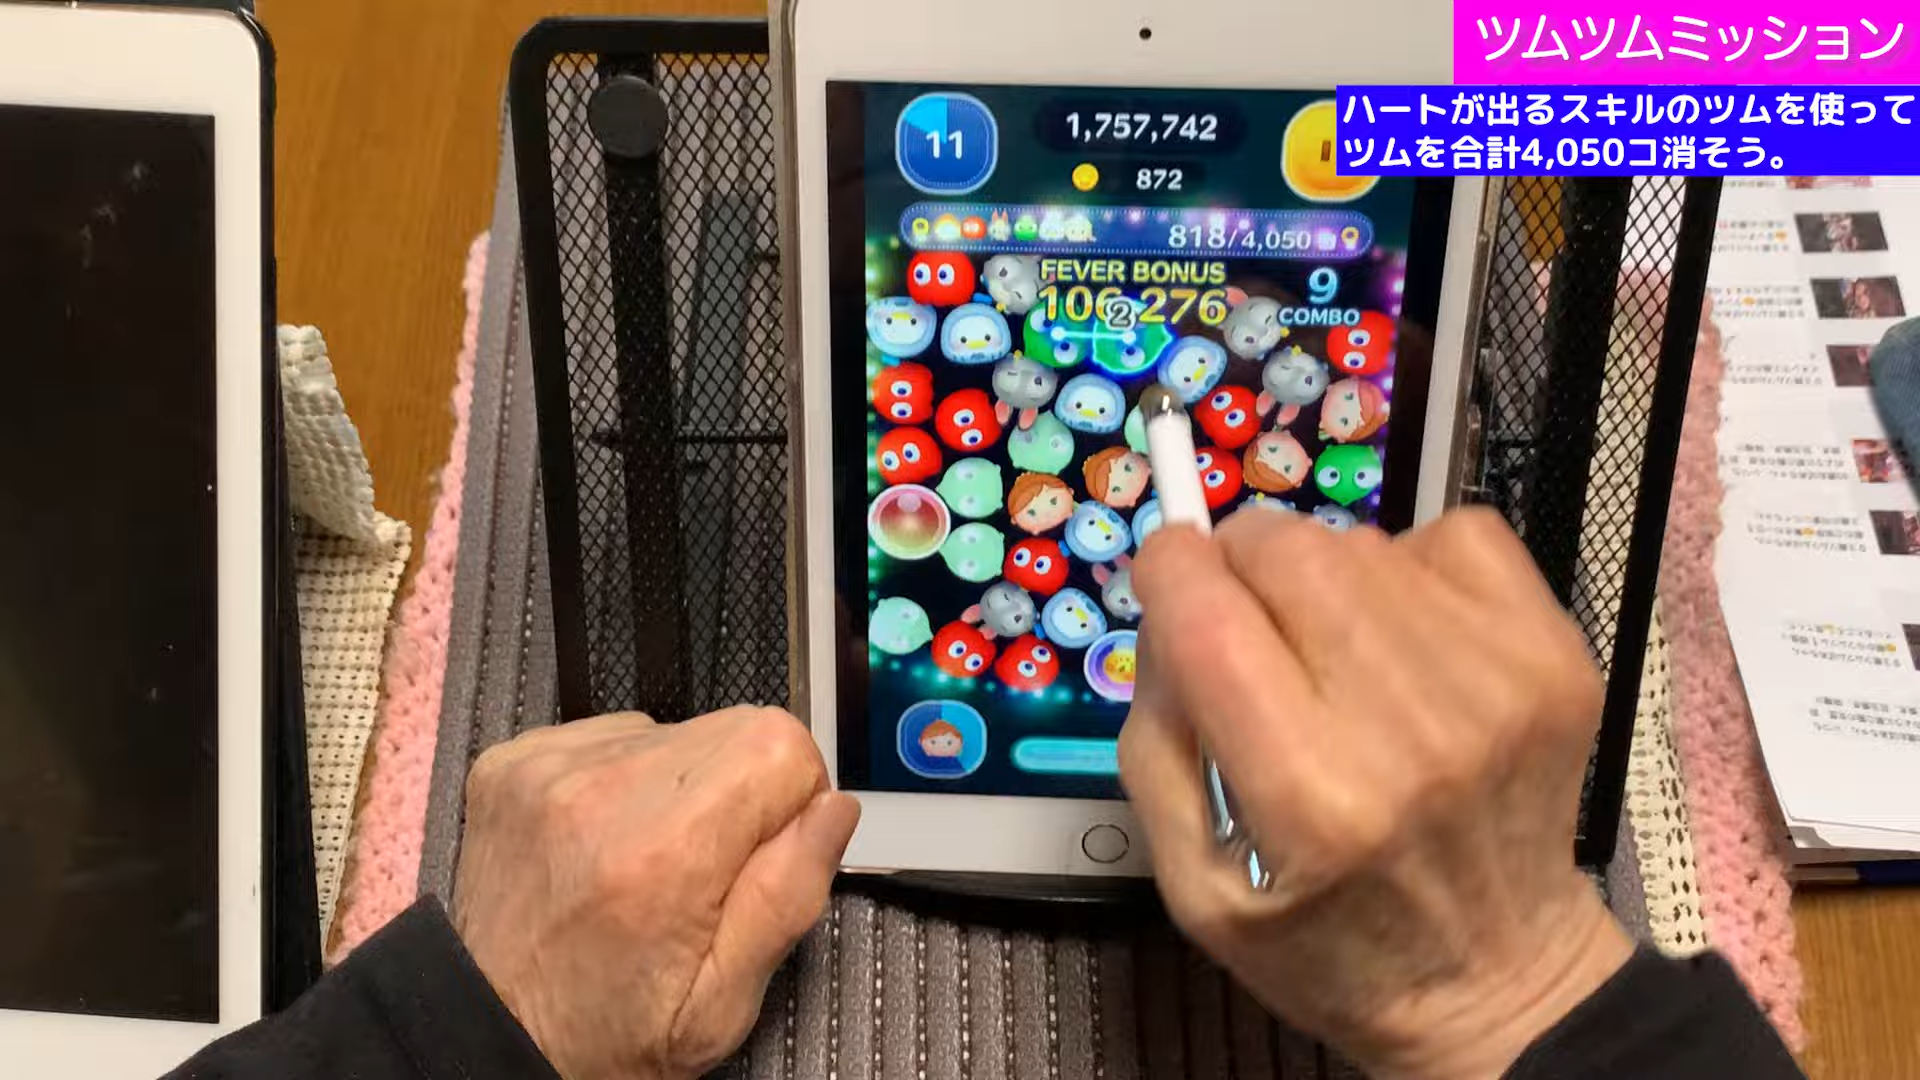 ツムツムミッション
ハートが出るスキルのツムを使って
ツムを合計4,050コ消そう。
11
1,757,742
872
818/4,050
FEVER BONUS
106,276
2
9
COMBO